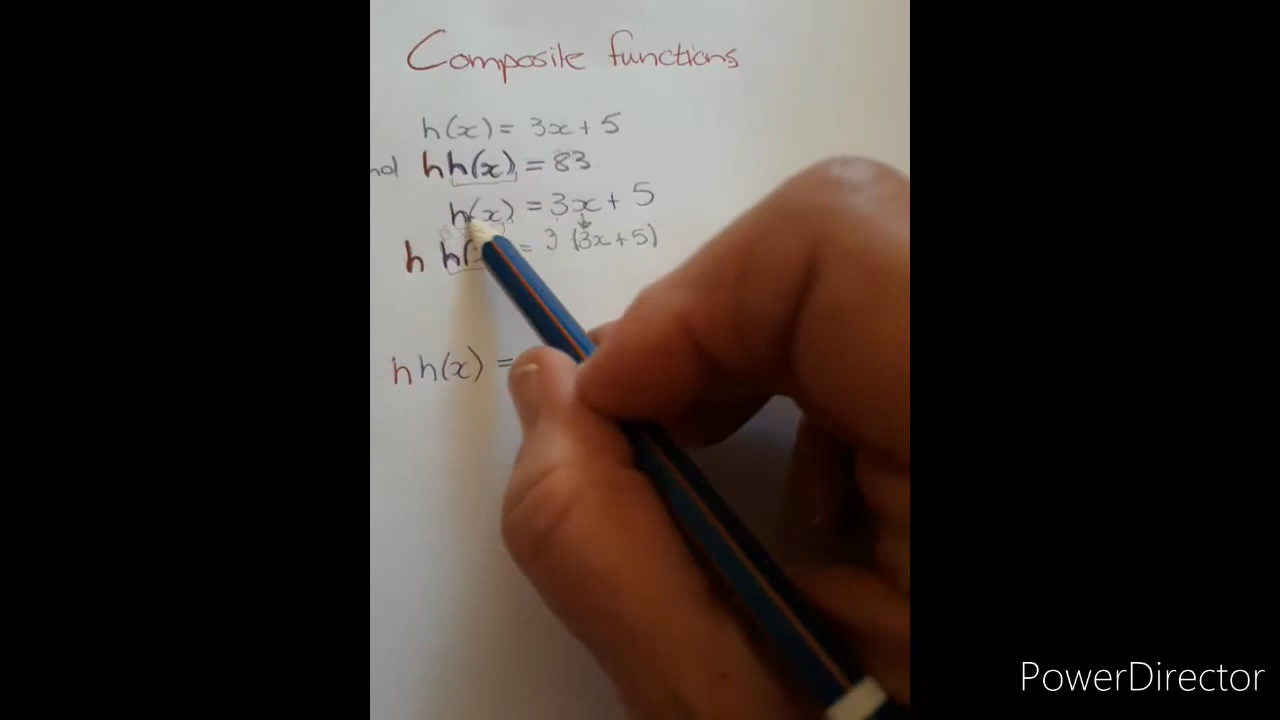 Composite functions
h(x) = 3x + 5
hh(x) = 83
h(x) = 3x + 5
h h( = 3 (3x+5)
hh(x) =
PowerDirector